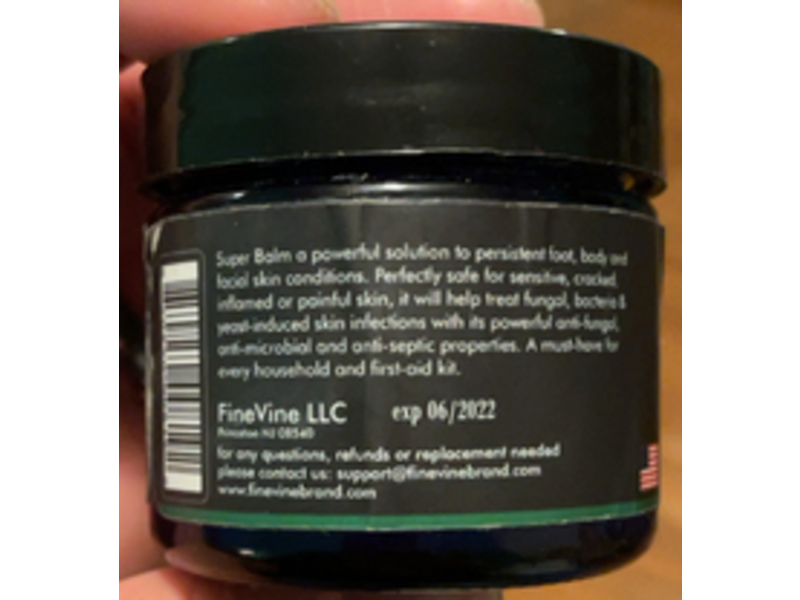 Super Balm a powerful solution to persistent foot, body and
facial skin conditions. Perfectly safe for sensitive, cracked,
inflamed or painful skin, it will help treat fungal, bacteria &
yeast-induced skin infections with its powerful anti-fungal,
anti-microbial and anti-septic properties. A must-have for
every household and first-aid kit.
FineVine LLC
exp 06/2022
Princeton NJ 08540
for any questions, refunds or replacement needed
please contact us: support@finevinebrand.com
www.finevinebrand.com